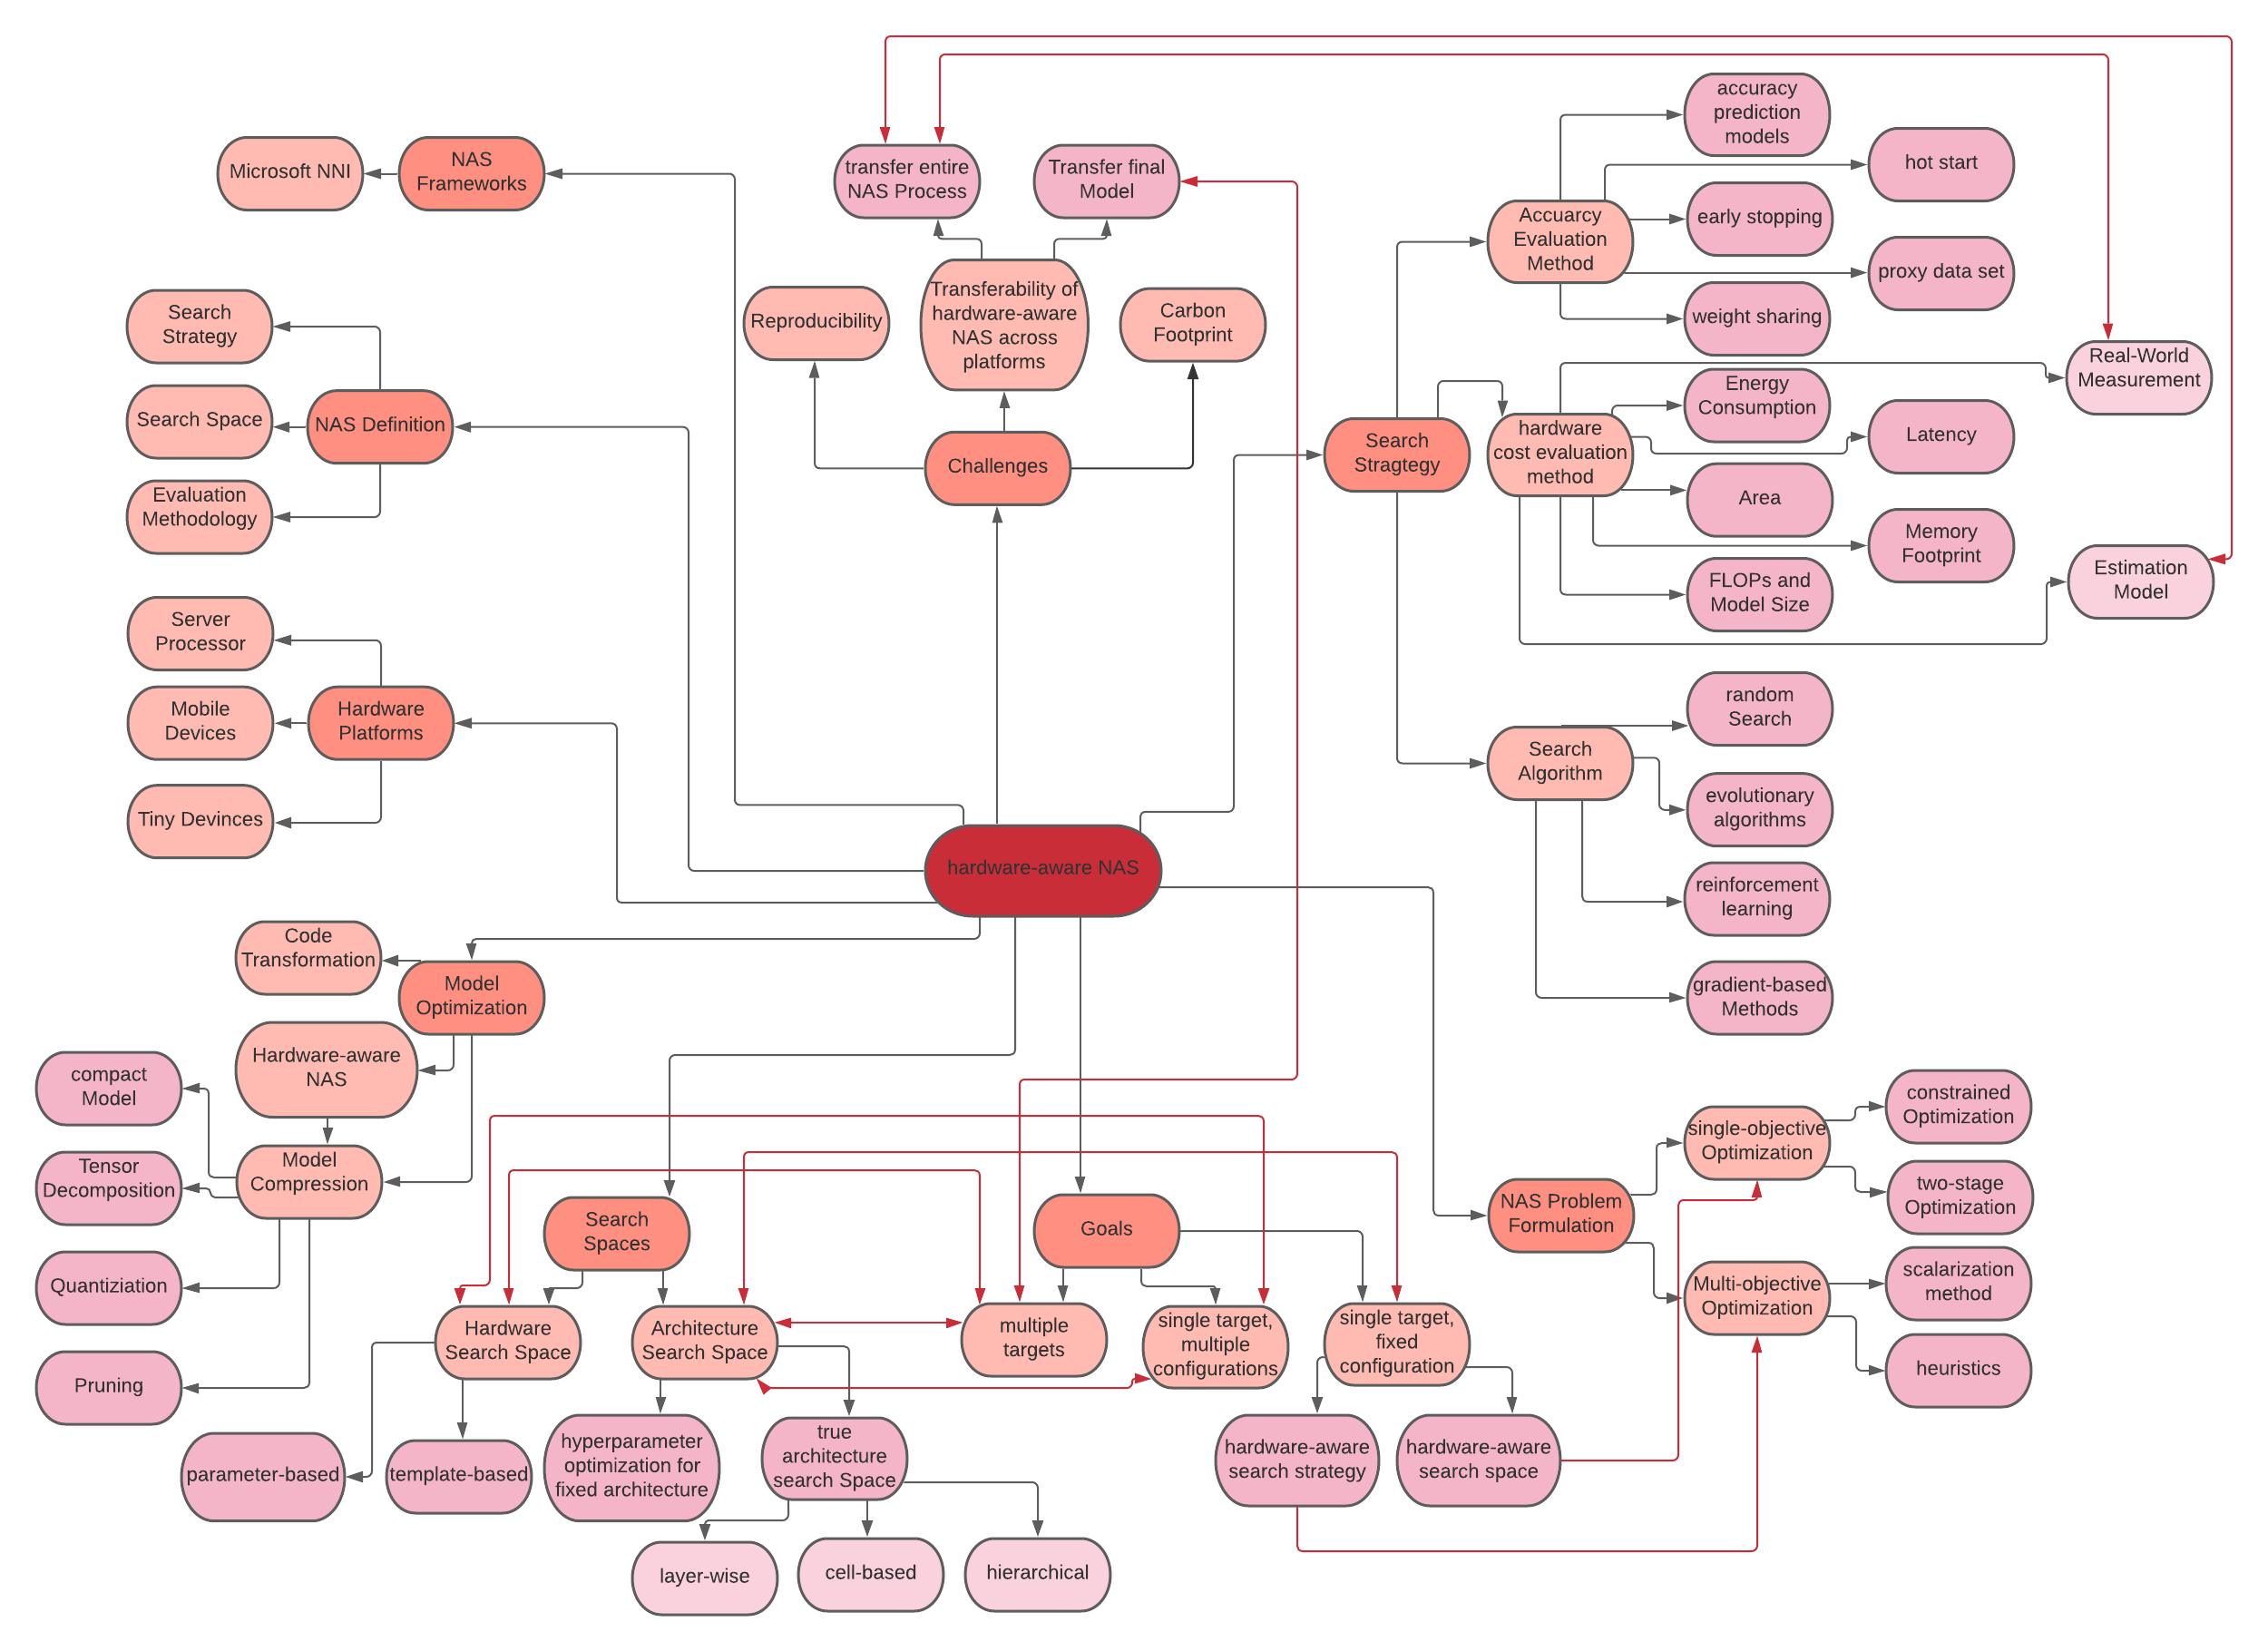 NAS
Frameworks
Microsoft NNI
transfer entire
NAS Process
Transfer final
Model
Reproducibility
Transferability of
hardware-aware
NAS across
platforms
Carbon
Footprint
Challenges
Search
Strategy
Search Space
NAS Definition
Evaluation
Methodology
Server
Processor
Mobile
Devices
Hardware
Platforms
Tiny Devinces
hardware-aware NAS
Search
Stragtegy
Accuarcy
Evaluation
Method
accuracy
prediction
models
hot start
early stopping
proxy data set
weight sharing
Real-World
Measurement
hardware
cost evaluation
method
Energy
Consumption
Latency
Area
Memory
Footprint
FLOPs and
Model Size
Estimation
Model
Search
Algorithm
random
Search
evolutionary
algorithms
reinforcement
learning
gradient-based
Methods
Code
Transformation
Model
Optimization
Hardware-aware
NAS
compact
Model
Model
Compression
Tensor
Decomposition
Quantiziation
Pruning
Search
Spaces
Goals
Hardware
Search Space
Architecture
Search Space
multiple
targets
single target,
multiple
configurations
single target,
fixed
configuration
parameter-based
template-based
hyperparameter
optimization for
fixed architecture
true
architecture
search Space
layer-wise
cell-based
hierarchical
hardware-aware
search strategy
hardware-aware
search space
NAS Problem
Formulation
single-objective
Optimization
constrained
Optimization
two-stage
Optimization
Multi-objective
Optimization
scalarization
method
heuristics